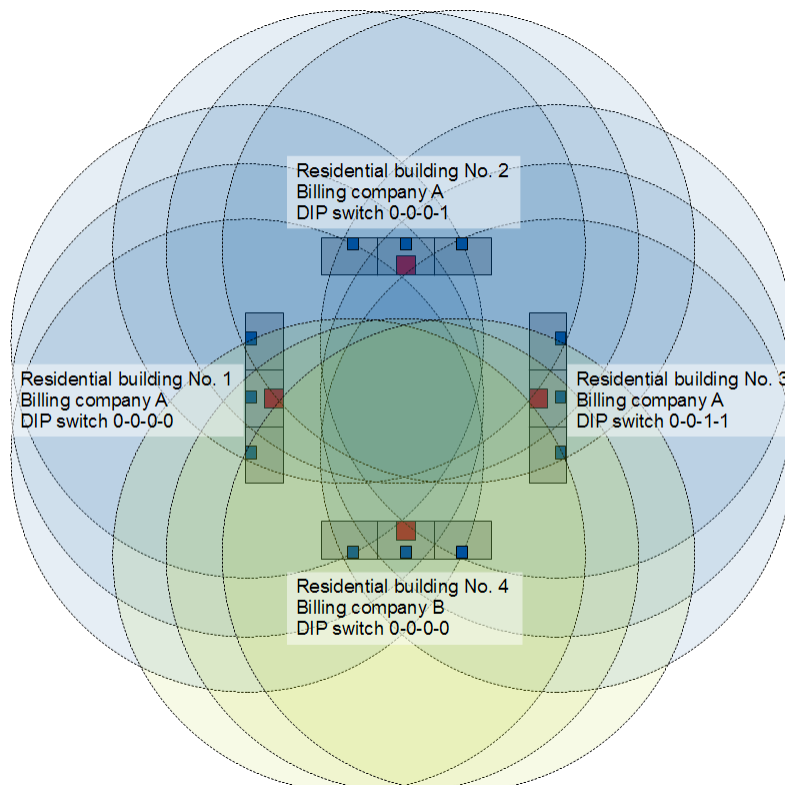 Residential building No. 2
Billing company A
DIP switch 0-0-0-1
Residential building No. 1
Billing company A
DIP switch 0-0-0-0
Residential building No. 3
Billing company A
DIP switch 0-0-1-1
Residential building No. 4
Billing company B
DIP switch 0-0-0-0